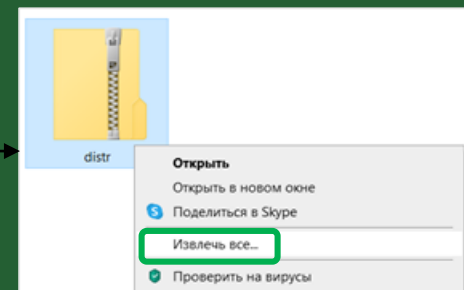 distr
Открыть
Открыть в новом окне
Поделиться в Skype
Извлечь все...
Проверить на вирусы